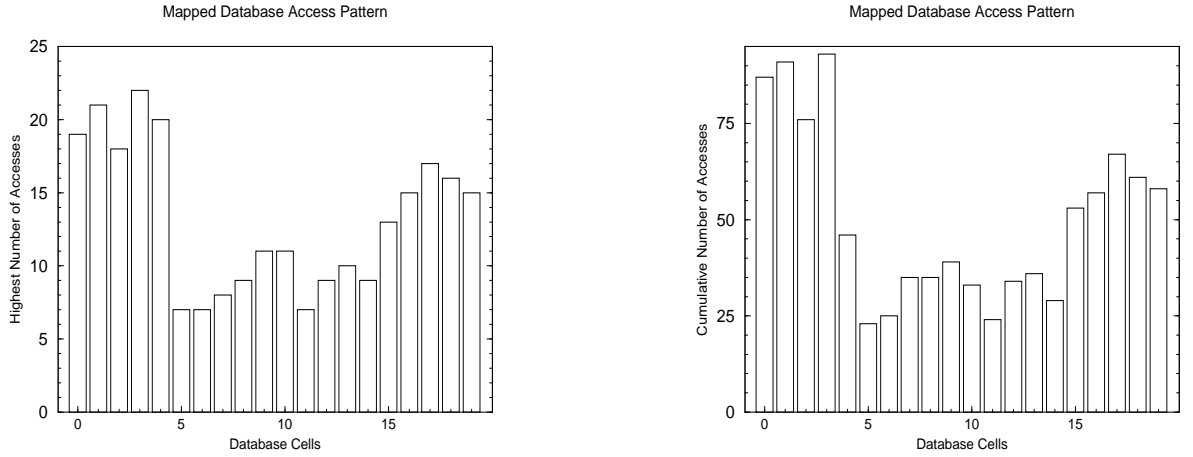 Mapped Database Access Pattern
25
20
15
10
5
0
Highest Number of Accesses
0 5 10 15
Database Cells
Mapped Database Access Pattern
75
50
25
0
Cumulative Number of Accesses
0 5 10 15
Database Cells